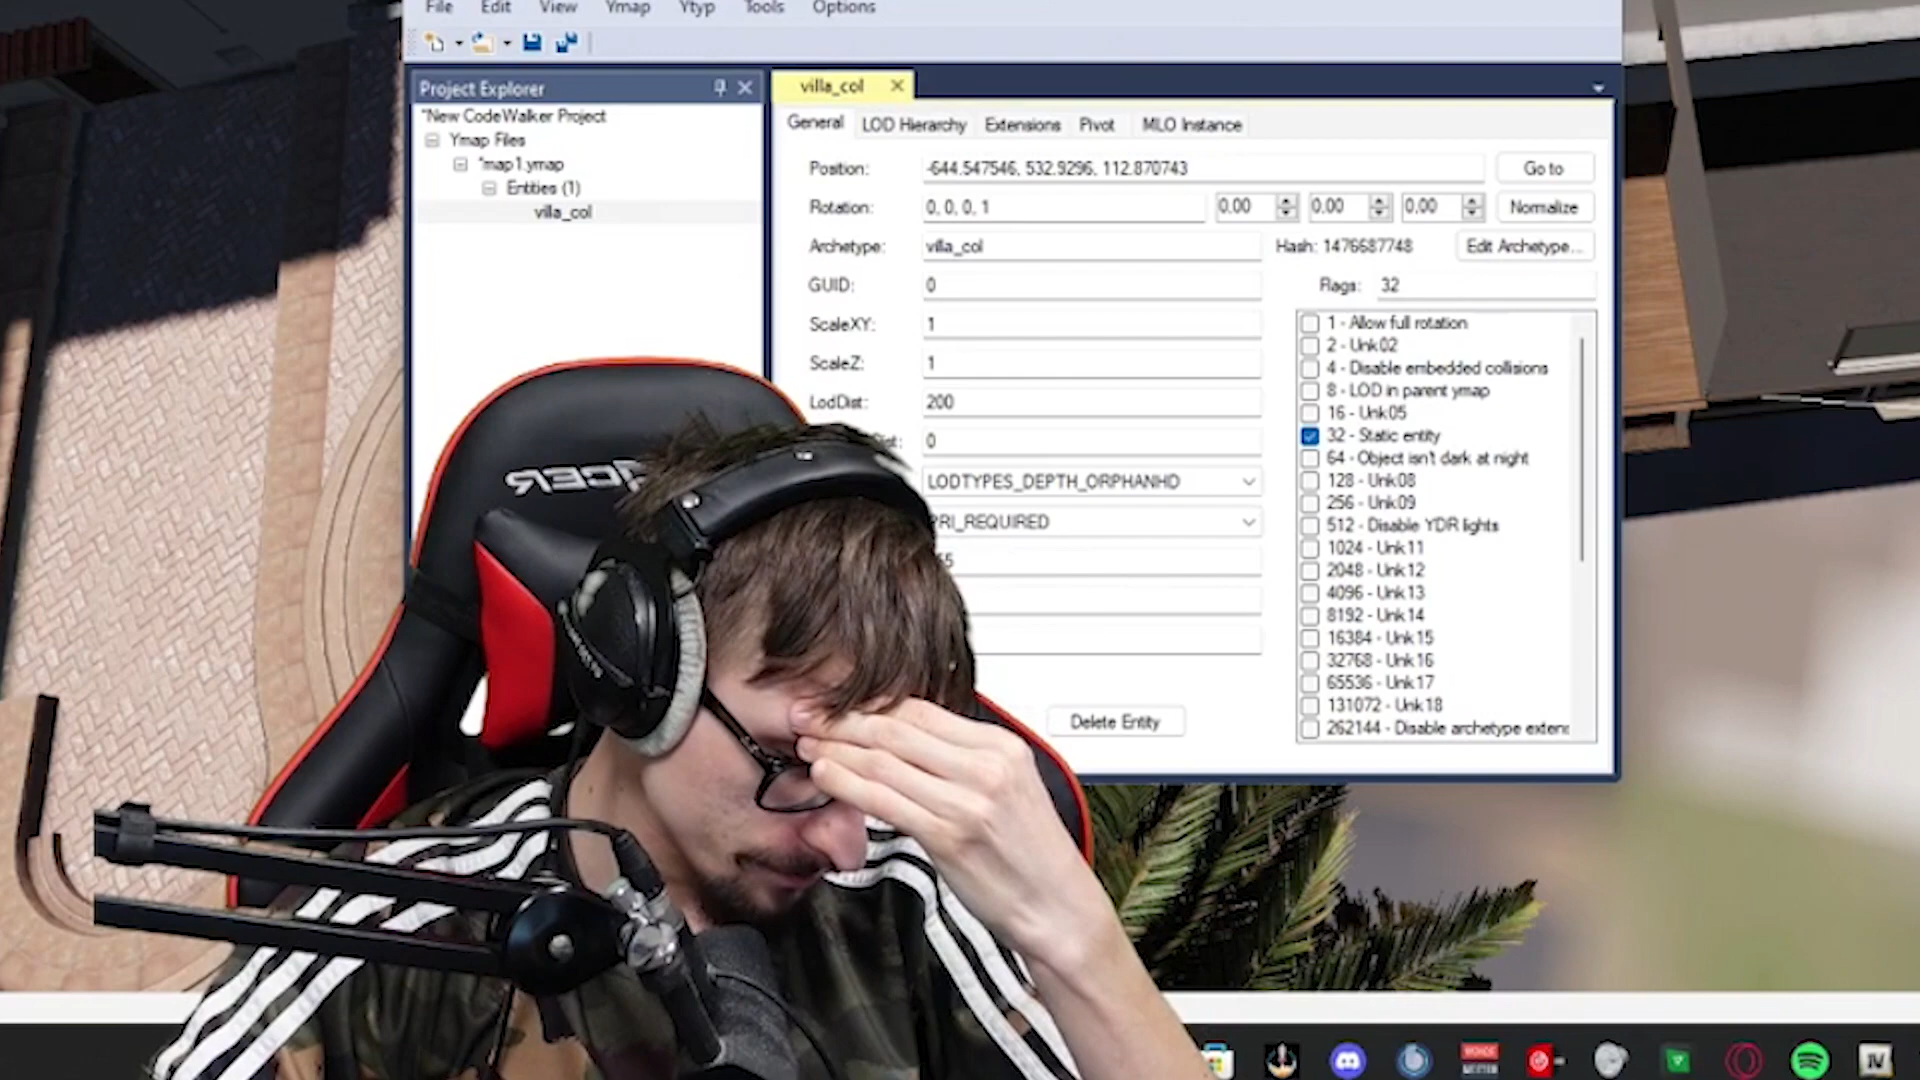 File Edit View Ymap Ytyp Tools Options
Project Explorer
villa_col
*New CodeWalker Project
Ymap Files
*map1.ymap
Entities (1)
villa_col
General LOD Hierarchy Extensions Pivot MLO Instance
Position: -644.547546, 532.9296, 112.870743 Go to
Rotation: 0, 0, 0, 1 0.00 0.00 0.00 Normalize
Archetype: villa_col Hash: 1476687748 Edit Archetype...
GUID: 0 Flags: 32
ScaleXY: 1
ScaleZ: 1
LodDist: 200
0
LODTYPES_DEPTH_ORPHANHD
PRI_REQUIRED
1 - Allow full rotation
2 - Unk02
4 - Disable embedded collisions
8 - LOD in parent ymap
16 - Unk05
32 - Static entity
64 - Object isn't dark at night
128 - Unk08
256 - Unk09
512 - Disable YDR lights
1024 - Unk11
2048 - Unk12
4096 - Unk13
8192 - Unk14
16384 - Unk15
32768 - Unk16
65536 - Unk17
131072 - Unk18
262144 - Disable archetype extens
Delete Entity
IV